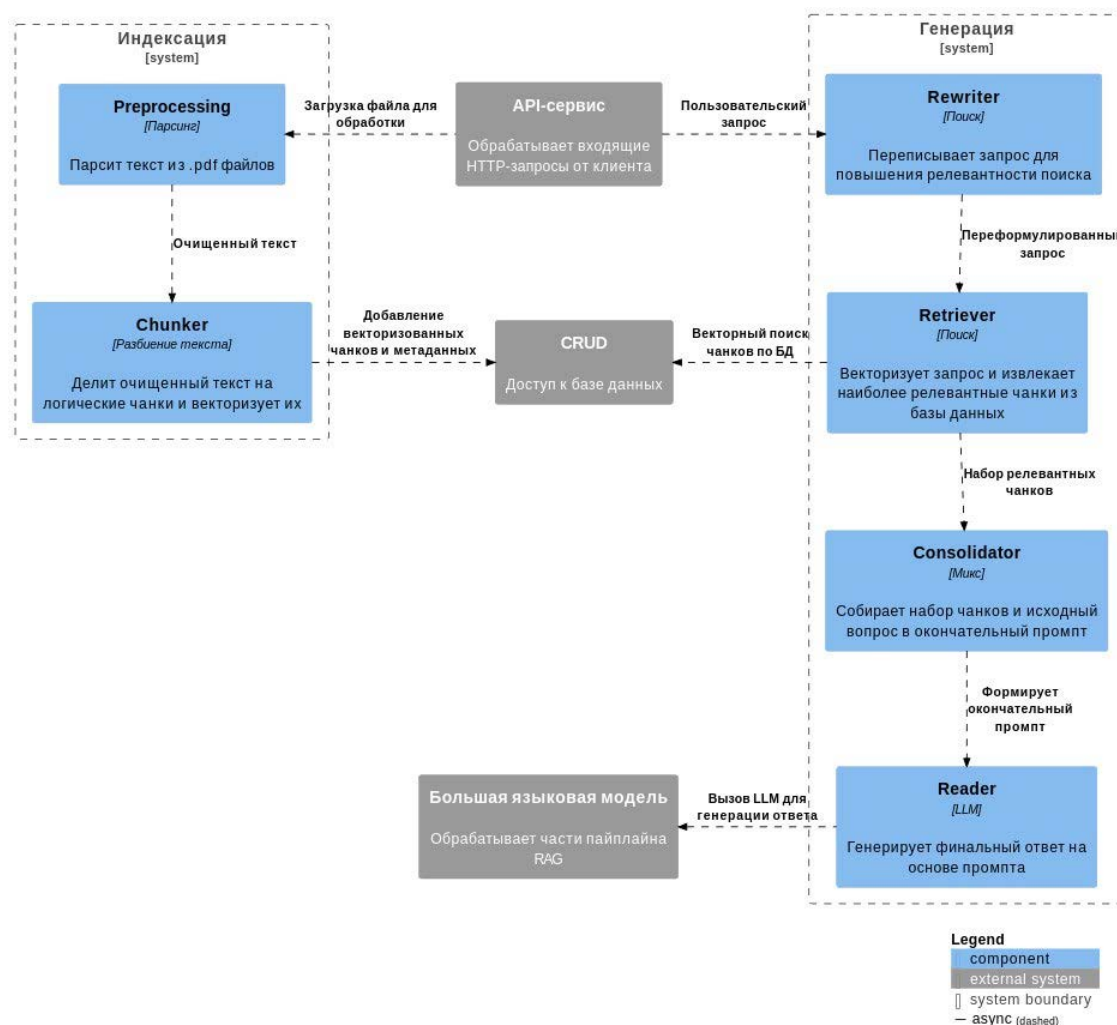 Индексация
[system]
Preprocessing
[Парсинг]
Парсит текст из .pdf файлов
Очищенный текст
Chunker
[Разбиение текста]
Делит очищенный текст на
логические чанки и векторизует их
Загрузка файла для
обработки
API-сервис
Обрабатывает входящие
HTTP-запросы от клиента
Пользовательский
запрос
Добавление
векторизованных
чанков и метаданных
CRUD
Доступ к базе данных
Векторный поиск
чанков по БД
Генерация
[system]
Rewriter
[Поиск]
Переписывает запрос для
повышения релевантности поиска
Переформулированны
запрос
Retriever
[Поиск]
Векторизует запрос и извлекает
наиболее релевантные чанки из
базы данных
Набор релевантных
чанков
Consolidator
[Микс]
Собирает набор чанков и исходный
вопрос в окончательный промпт
Формирует
окончательный
промпт
Reader
[LLM]
Генерирует финальный ответ на
основе промпта
Вызов LLM для
генерации ответа
Большая языковая модель
Обрабатывает части пайплайна
RAG
Legend
component
external system
system boundary
async (dashed)